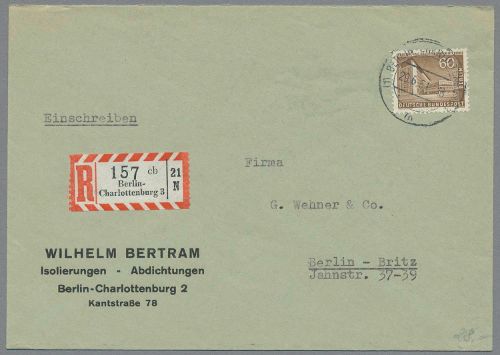 60
BERLIN
DEUTSCHE BUNDESPOST
Einschreiben
R
157 cb
Berlin-
Charlottenburg 3
21
N
Firma
G. Wehner & Co.
Berlin - Britz
Jahnstr. 37-39
WILHELM BERTRAM
Isolierungen - Abdichtungen
Berlin-Charlottenburg 2
Kantstraße 78